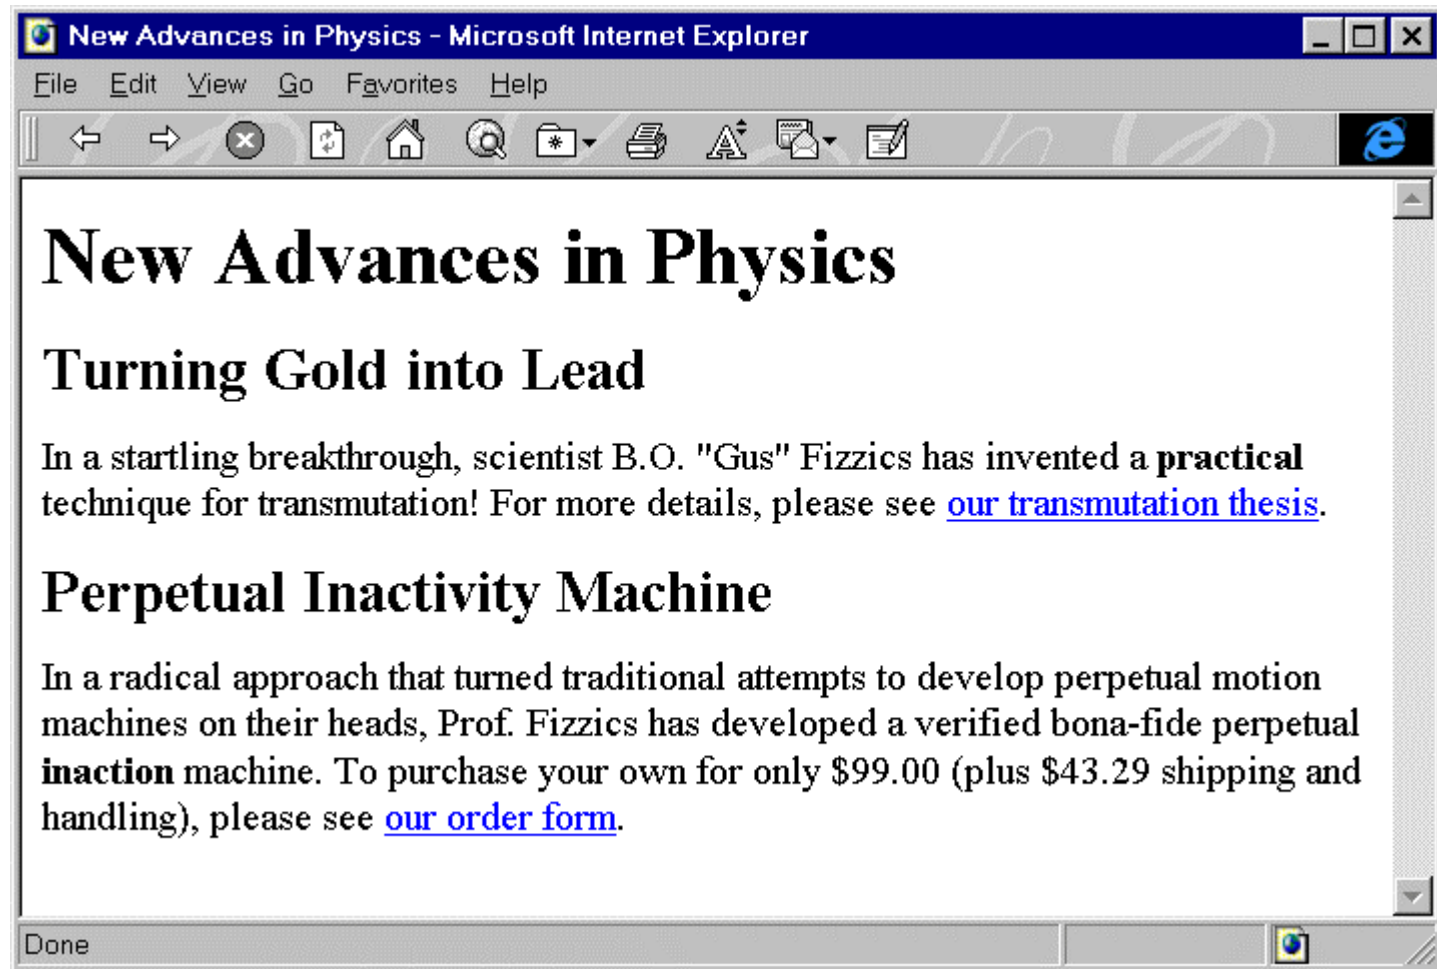 New Advances in Physics - Microsoft Internet Explorer
File Edit View Go Favorites Help
New Advances in Physics
Turning Gold into Lead
In a startling breakthrough, scientist B.O. "Gus" Fizzics has invented a practical
technique for transmutation! For more details, please see our transmutation thesis.
Perpetual Inactivity Machine
In a radical approach that turned traditional attempts to develop perpetual motion
machines on their heads, Prof. Fizzics has developed a verified bona-fide perpetual
inaction machine. To purchase your own for only $99.00 (plus $43.29 shipping and
handling), please see our order form.
Done